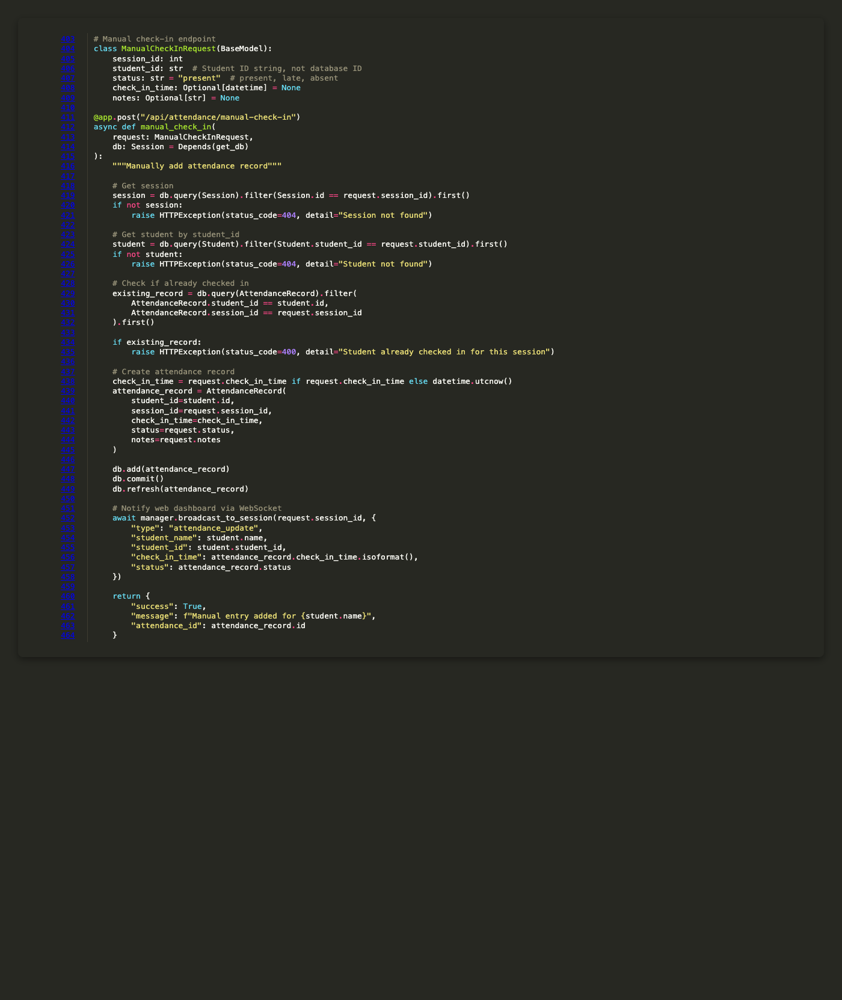 403 # Manual check-in endpoint
404 class ManualCheckInRequest(BaseModel):
405     session_id: int
406     student_id: str  # Student ID string, not database ID
407     status: str = "present"  # present, late, absent
408     check_in_time: Optional[datetime] = None
409     notes: Optional[str] = None
410
411 @app.post("/api/attendance/manual-check-in")
412 async def manual_check_in(
413     request: ManualCheckInRequest,
414     db: Session = Depends(get_db)
415 ):
416     """Manually add attendance record"""
417
418     # Get session
419     session = db.query(Session).filter(Session.id == request.session_id).first()
420     if not session:
421         raise HTTPException(status_code=404, detail="Session not found")
422
423     # Get student by student_id
424     student = db.query(Student).filter(Student.student_id == request.student_id).first()
425     if not student:
426         raise HTTPException(status_code=404, detail="Student not found")
427
428     # Check if already checked in
429     existing_record = db.query(AttendanceRecord).filter(
430         AttendanceRecord.student_id == student.id,
431         AttendanceRecord.session_id == request.session_id
432     ).first()
433
434     if existing_record:
435         raise HTTPException(status_code=400, detail="Student already checked in for this session")
436
437     # Create attendance record
438     check_in_time = request.check_in_time if request.check_in_time else datetime.utcnow()
439     attendance_record = AttendanceRecord(
440         student_id=student.id,
441         session_id=request.session_id,
442         check_in_time=check_in_time,
443         status=request.status,
444         notes=request.notes
445     )
446
447     db.add(attendance_record)
448     db.commit()
449     db.refresh(attendance_record)
450
451     # Notify web dashboard via WebSocket
452     await manager.broadcast_to_session(request.session_id, {
453         "type": "attendance_update",
454         "student_name": student.name,
455         "student_id": student.student_id,
456         "check_in_time": attendance_record.check_in_time.isoformat(),
457         "status": attendance_record.status
458     })
459
460     return {
461         "success": True,
462         "message": f"Manual entry added for {student.name}",
463         "attendance_id": attendance_record.id
464     }